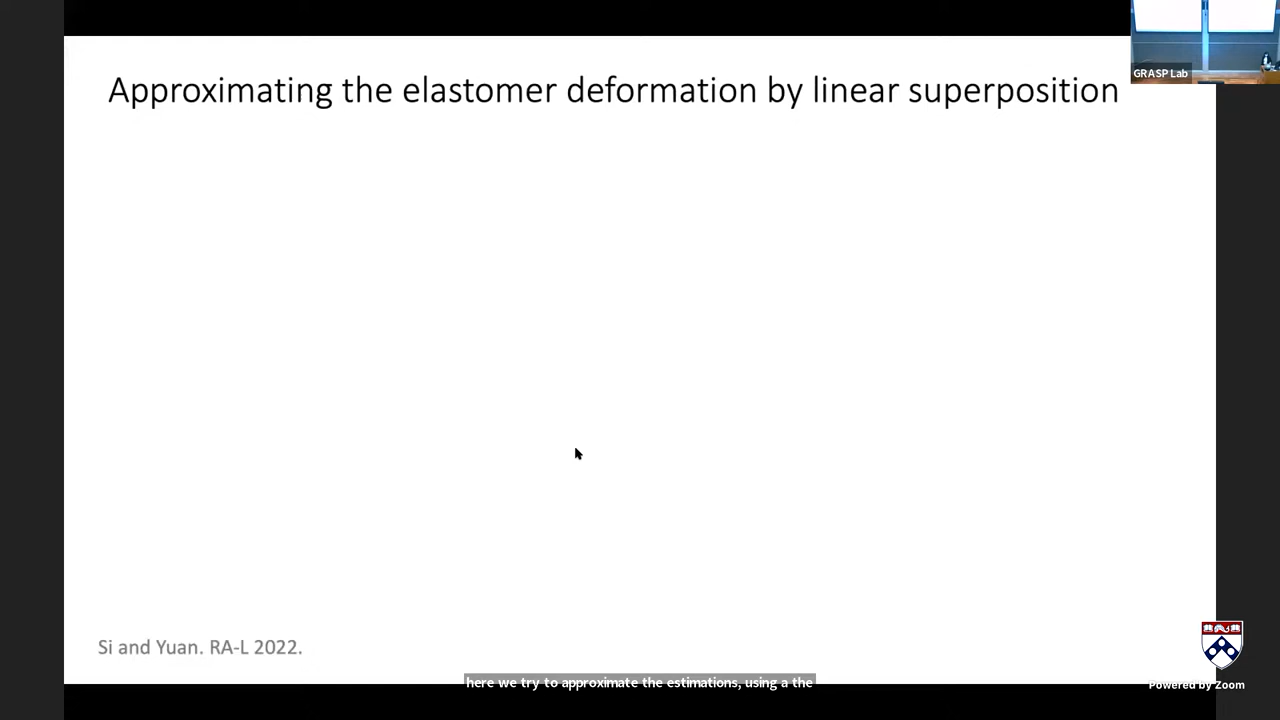 GRASP Lab
Approximating the elastomer deformation by linear superposition
Si and Yuan. RA-L 2022.
here we try to approximate the estimations, using a the
Powered by Zoom